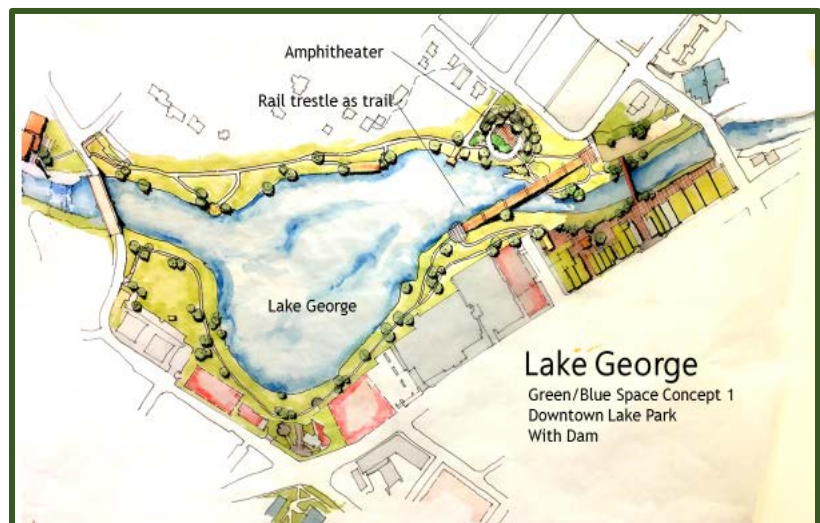 Amphitheater
Rail trestle as trail
Lake George
Lake George
Green/Blue Space Concept 1
Downtown Lake Park
With Dam